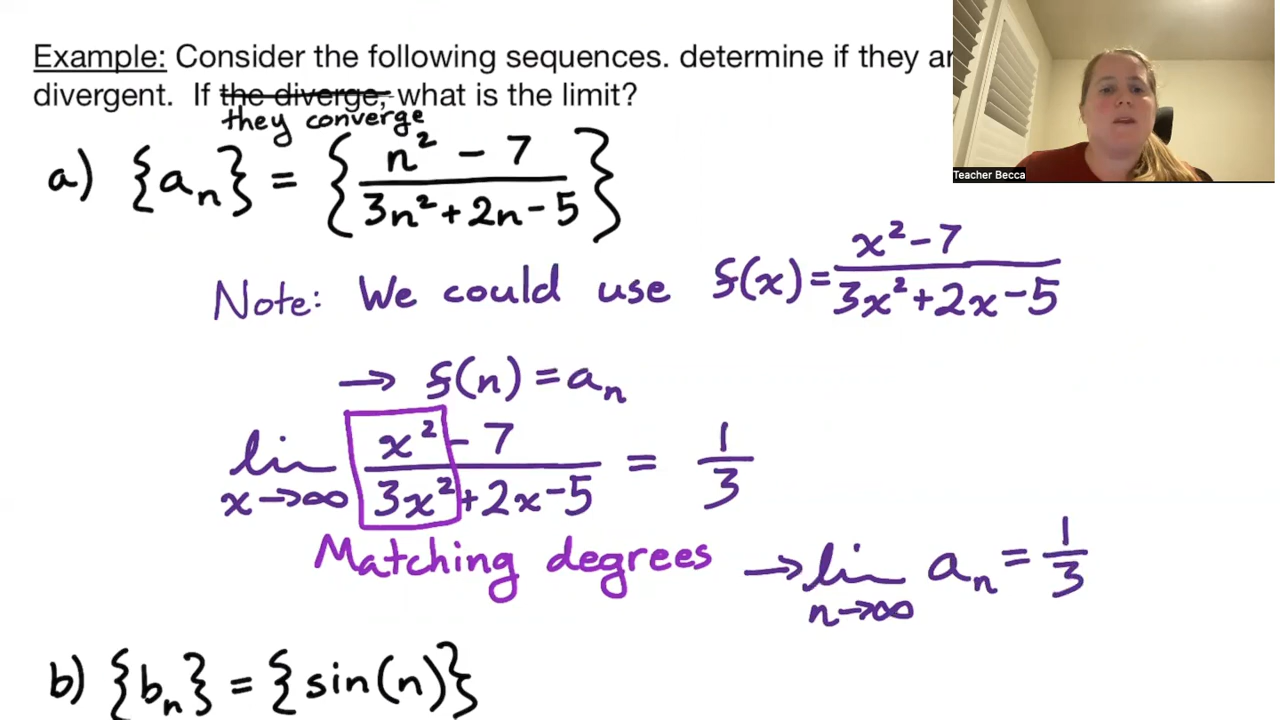 Example: Consider the following sequences. determine if they ar
divergent. If the diverge, what is the limit?
they converge
a) {aₙ} = {(n² - 7)/(3n² + 2n - 5)}
Note: We could use f(x) = (x² - 7)/(3x² + 2x - 5)
→ f(n) = aₙ
lim x→∞ (x² - 7)/(3x² + 2x - 5) = 1/3
Matching degrees → lim n→∞ aₙ = 1/3
b) {bₙ} = {sin(n)}
Teacher Becca